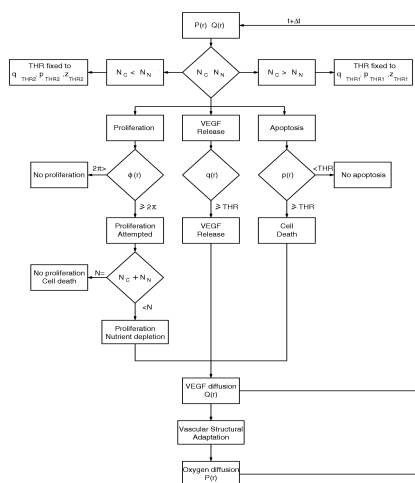 P(r) Q(r)
t+Δt
THR fixed to
q THR2 , p THR2 , z THR2
N C < N N
N C N N
N C > N N
THR fixed to
q THR1 , p THR1 , z THR1
Proliferation
VEGF
Release
Apoptosis
No proliferation
2π>
ϕ(r)
q(r)
p(r)
<THR
No apoptosis
⩾ 2π
⩾ THR
⩾ THR
Proliferation
Attempted
VEGF
Release
Cell
Death
No proliferation
Cell death
N=
N C + N N
<N
Proliferation
Nutrient depletion
VEGF diffusion
Q(r)
Vascular Structural
Adaptation
Oxygen diffusion
P(r)